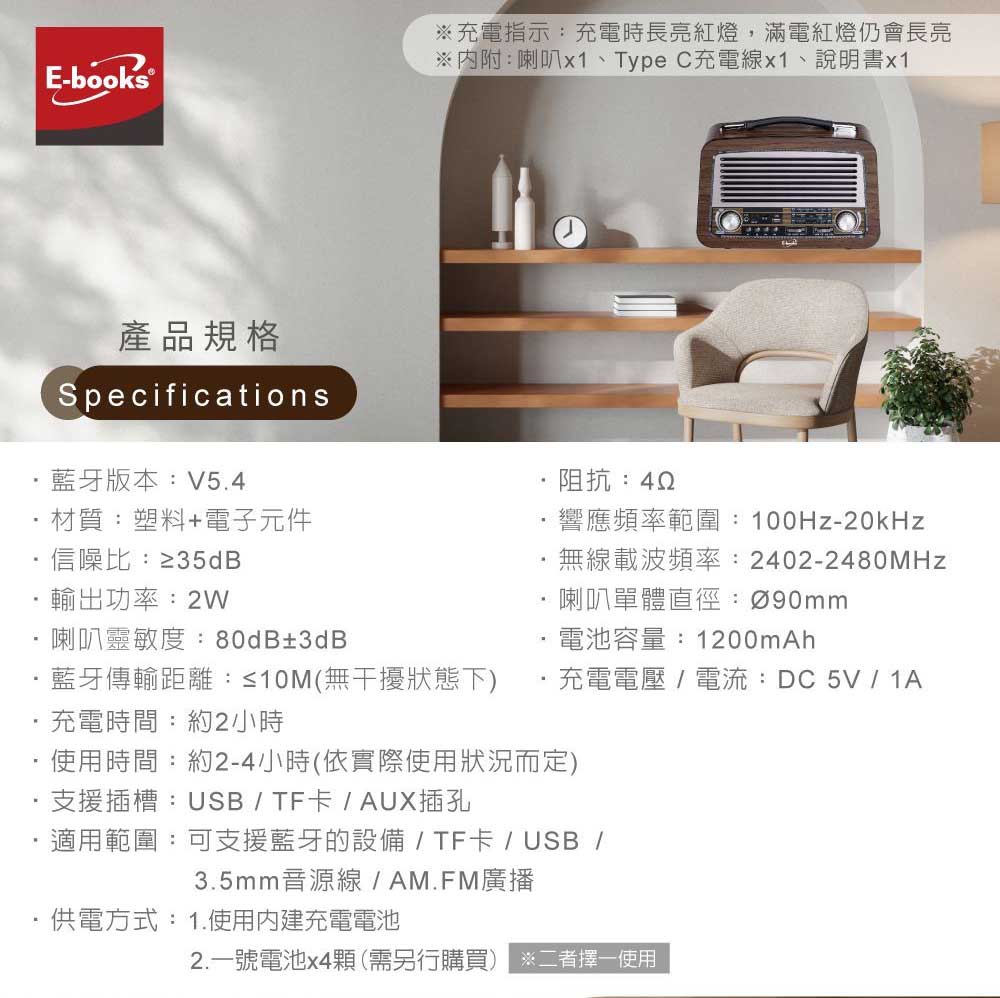 ※充電指示：充電時長亮紅燈，滿電紅燈仍會長亮
※內附:喇叭x1、Type C充電線x1、說明書x1
E-books®
E-books
產品規格
Specifications
·藍牙版本：V5.4
·材質：塑料+電子元件
·信噪比：≥35dB
·輸出功率：2W
·喇叭靈敏度：80dB±3dB
·藍牙傳輸距離：≤10M(無干擾狀態下)
·阻抗：4Ω
·響應頻率範圍：100Hz-20kHz
·無線載波頻率：2402-2480MHz
·喇叭單體直徑：Ø90mm
·電池容量：1200mAh
·充電電壓 / 電流：DC 5V / 1A
·充電時間：約2小時
·使用時間：約2-4小時(依實際使用狀況而定)
·支援插槽：USB / TF卡 / AUX插孔
·適用範圍：可支援藍牙的設備 / TF卡 / USB /
3.5mm音源線 / AM.FM廣播
·供電方式：1.使用內建充電電池
2.一號電池x4顆(需另行購買) ※二者擇一使用